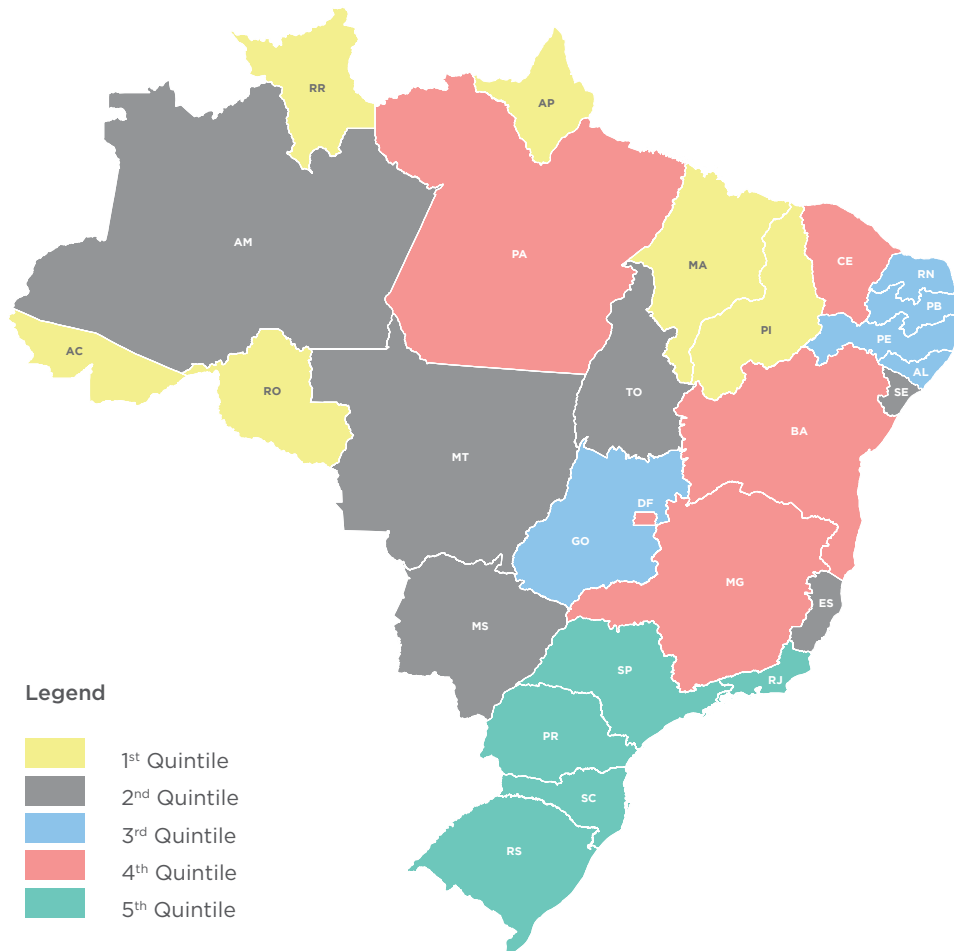 RR
AP
AM
PA
MA
CE
RN
PB
PI
PE
AC
AL
RO
TO
SE
BA
MT
DF
GO
MG
ES
MS
SP
RJ
PR
SC
RS
Legend
1st Quintile
2nd Quintile
3rd Quintile
4th Quintile
5th Quintile